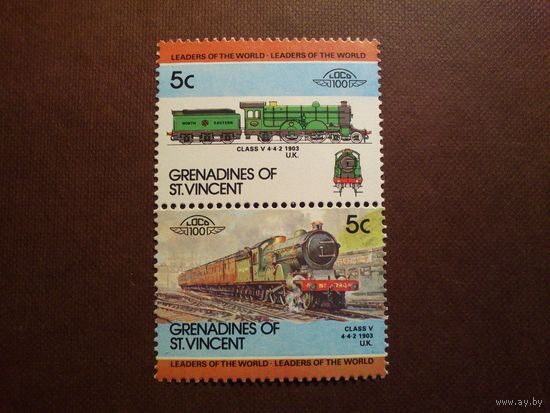 LEADERS OF THE WORLD - LEADERS OF THE WORLD
5c
LOCO
100
NORTH EASTERN
CLASS V 4-4-2 1903
U.K.
GRENADINES OF
ST. VINCENT
LOCO
100
5c
GRENADINES OF
ST. VINCENT
CLASS V
4-4-2 1903
U.K.
LEADERS OF THE WORLD - LEADERS OF THE WORLD
www.ay.by